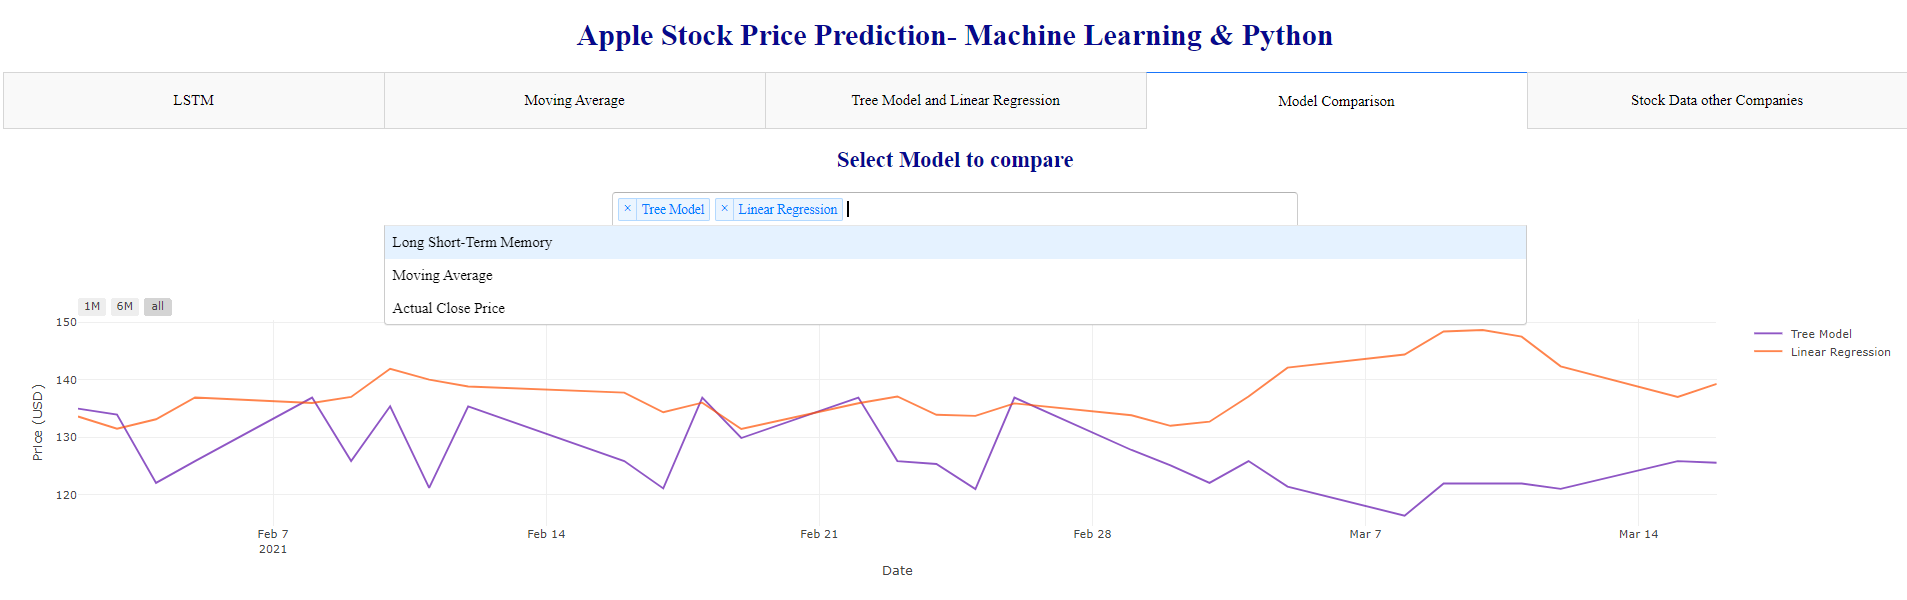 Apple Stock Price Prediction- Machine Learning & Python
LSTM
Moving Average
Tree Model and Linear Regression
Model Comparison
Stock Data other Companies
Select Model to compare
× Tree Model × Linear Regression
Long Short-Term Memory
Moving Average
Actual Close Price
1M 6M all
150
140
130
120
Price (USD)
Tree Model
Linear Regression
Feb 7
2021
Feb 14
Feb 21
Feb 28
Mar 7
Mar 14
Date